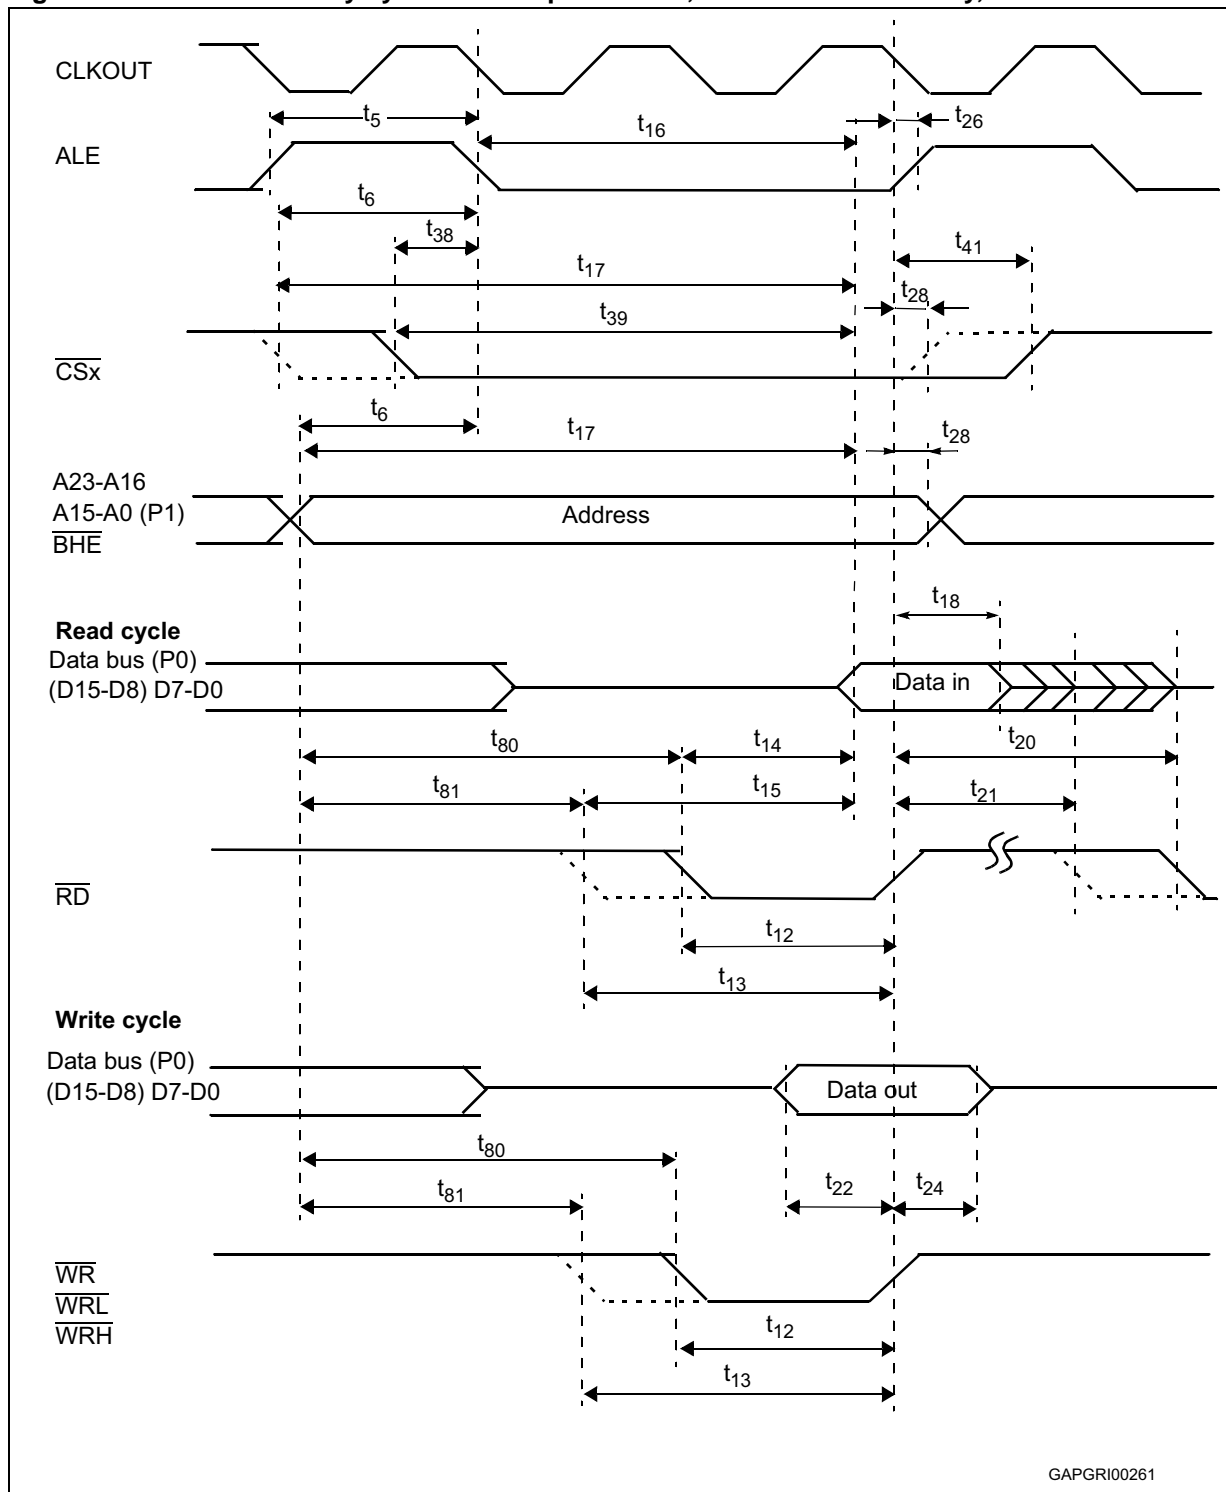 CLKOUT
t5
t16
t26
ALE
t6
t38
t41
t17
t28
t39
CSx
t6
t17
t28
A23-A16
A15-A0 (P1)
Address
BHE
t18
Read cycle
Data bus (P0)
(D15-D8) D7-D0
Data in
t80
t14
t20
t81
t15
t21
RD
t12
t13
Write cycle
Data bus (P0)
(D15-D8) D7-D0
Data out
t80
t22
t24
t81
WR
WRL
WRH
t12
t13
GAPGRI00261